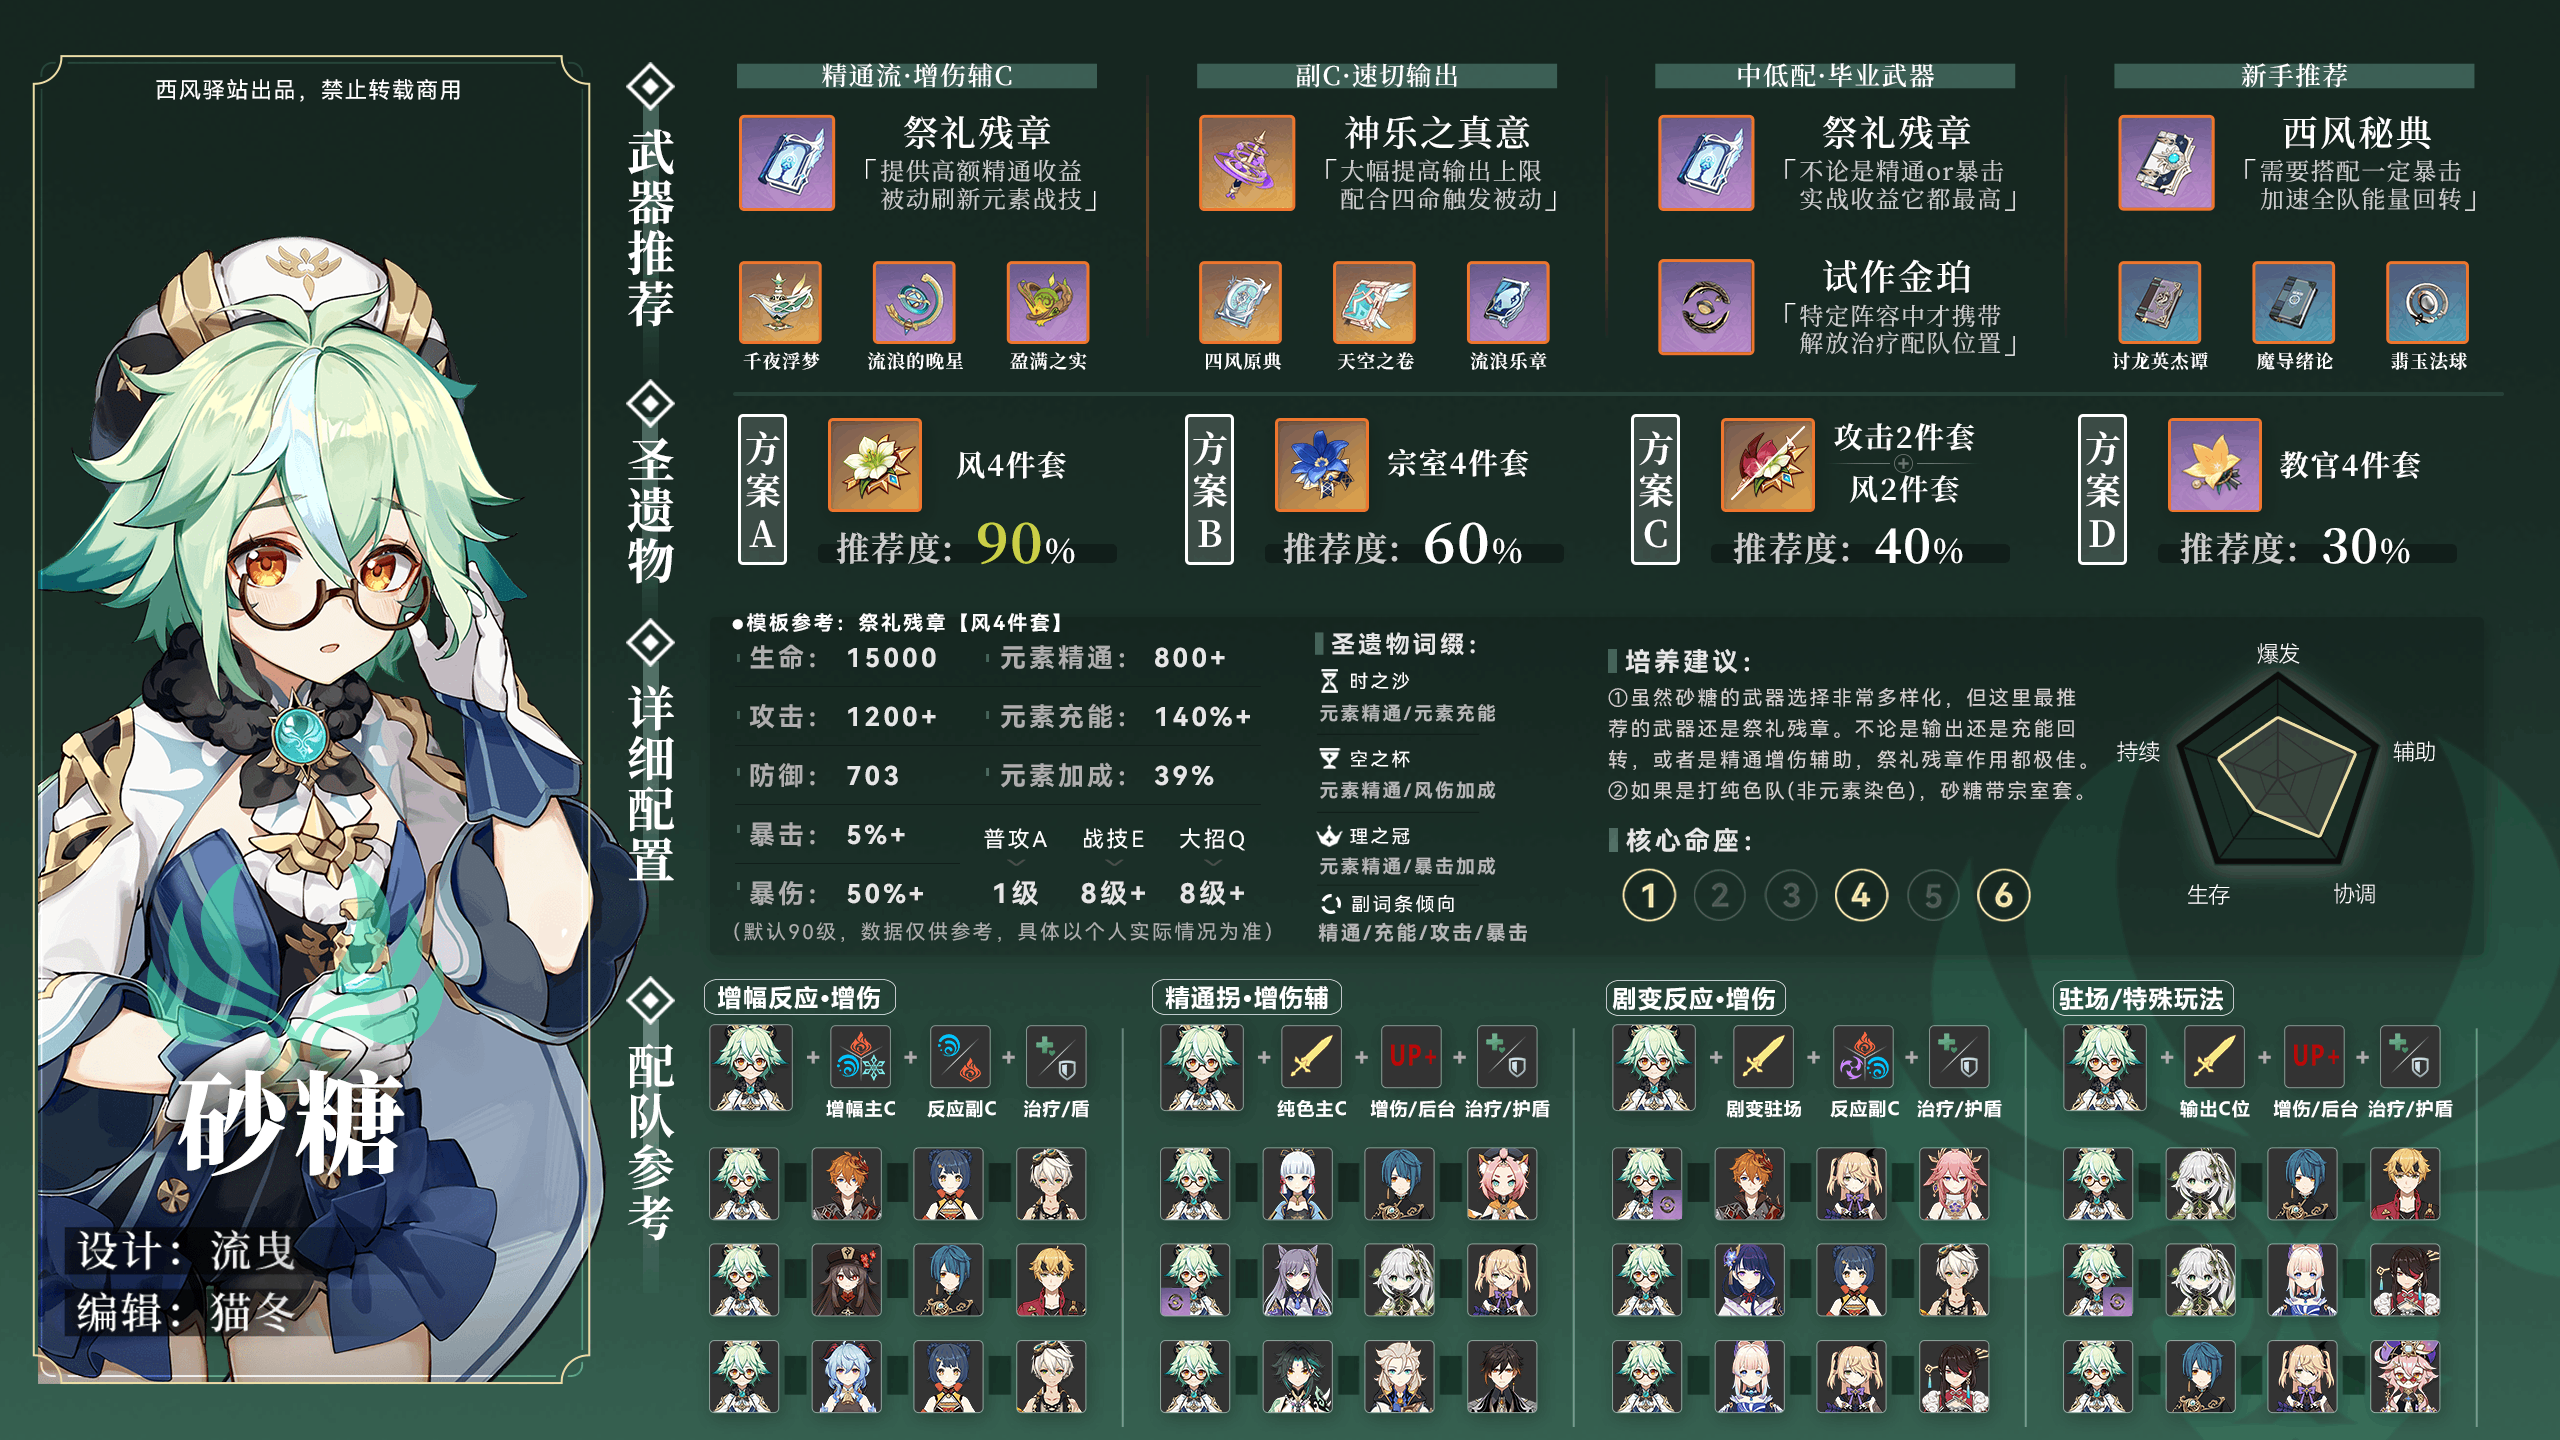 西风驿站出品，禁止转载商用
砂糖
设计：流曳
编辑：猫冬
武器推荐
精通流·增伤辅C
祭礼残章
「提供高额精通收益
被动刷新元素战技」
千夜浮梦
流浪的晚星
盈满之实
副C·速切输出
神乐之真意
「大幅提高输出上限
配合四命触发被动」
四风原典
天空之卷
流浪乐章
中低配·毕业武器
祭礼残章
「不论是精通or暴击
实战收益它都最高」
试作金珀
「特定阵容中才携带
解放治疗配队位置」
新手推荐
西风秘典
「需要搭配一定暴击
加速全队能量回转」
讨龙英杰谭
魔导绪论
翡玉法球
圣遗物
方案A
风4件套
推荐度：90%
方案B
宗室4件套
推荐度：60%
方案C
攻击2件套
风2件套
推荐度：40%
方案D
教官4件套
推荐度：30%
详细配置
●模板参考：祭礼残章【风4件套】
生命：15000 元素精通：800+
攻击：1200+ 元素充能：140%+
防御：703 元素加成：39%
暴击：5%+
普攻A 战技E 大招Q
暴伤：50%+
1级 8级+ 8级+
(默认90级，数据仅供参考，具体以个人实际情况为准)
圣遗物词缀：
时之沙
元素精通/元素充能
空之杯
元素精通/风伤加成
理之冠
元素精通/暴击加成
副词条倾向
精通/充能/攻击/暴击
培养建议：
①虽然砂糖的武器选择非常多样化，但这里最推
荐的武器还是祭礼残章。不论是输出还是充能回
转，或者是精通增伤辅助，祭礼残章作用都极佳。
②如果是打纯色队(非元素染色)，砂糖带宗室套。
核心命座：
1 2 3 4 5 6
爆发
持续
辅助
生存
协调
配队参考
增幅反应·增伤
+ + +
增幅主C 反应副C 治疗/盾
精通拐·增伤辅
+ + UP+ +
纯色主C 增伤/后台 治疗/护盾
剧变反应·增伤
+ + +
剧变驻场 反应副C 治疗/护盾
驻场/特殊玩法
+ + UP+ +
输出C位 增伤/后台 治疗/护盾